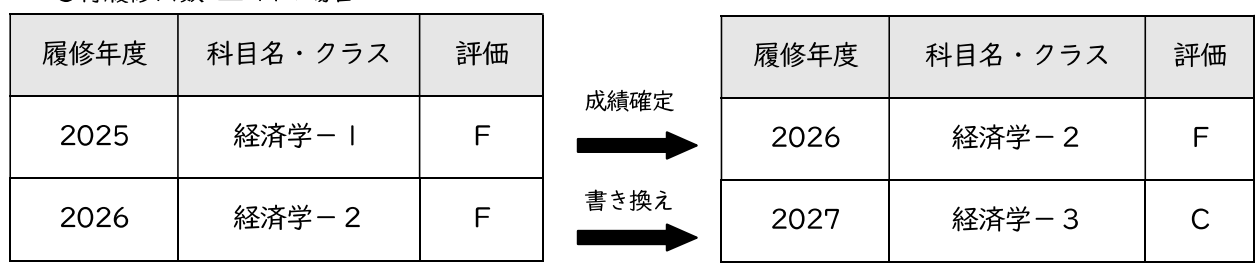 履修年度 科目名・クラス 評価
2025 経済学－１ F
2026 経済学－２ F
成績確定
書き換え
履修年度 科目名・クラス 評価
2026 経済学－２ F
2027 経済学－３ C